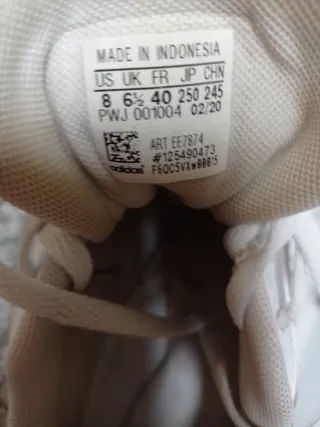 MADE IN INDONESIA
US UK FR JP CHN
8 6½ 40 250 245
PWJ 001004 02/20
ART EE7874
#125490473
adidas F6QC5VXw00015